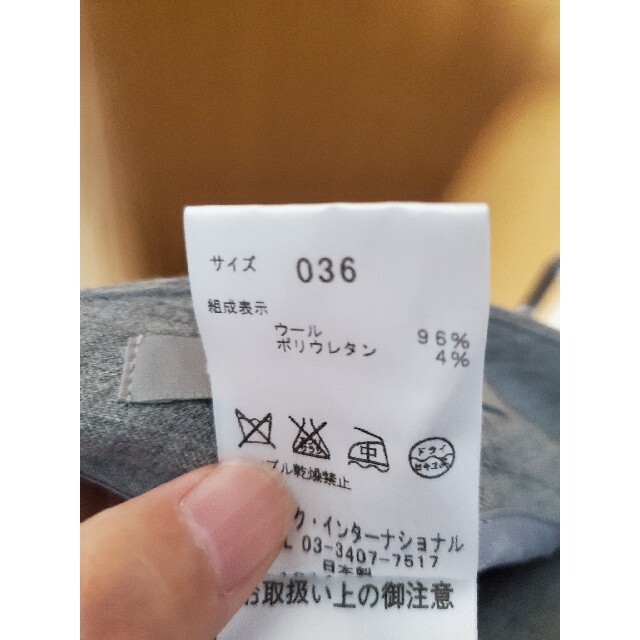 サイズ 036
組成表示
ウール 96%
ポリウレタン 4%
中
ドライ
セキユ系
ブル乾燥禁止
ク・インターナショナル
L 03-3407-7517
日本製
お取扱い上の御注意